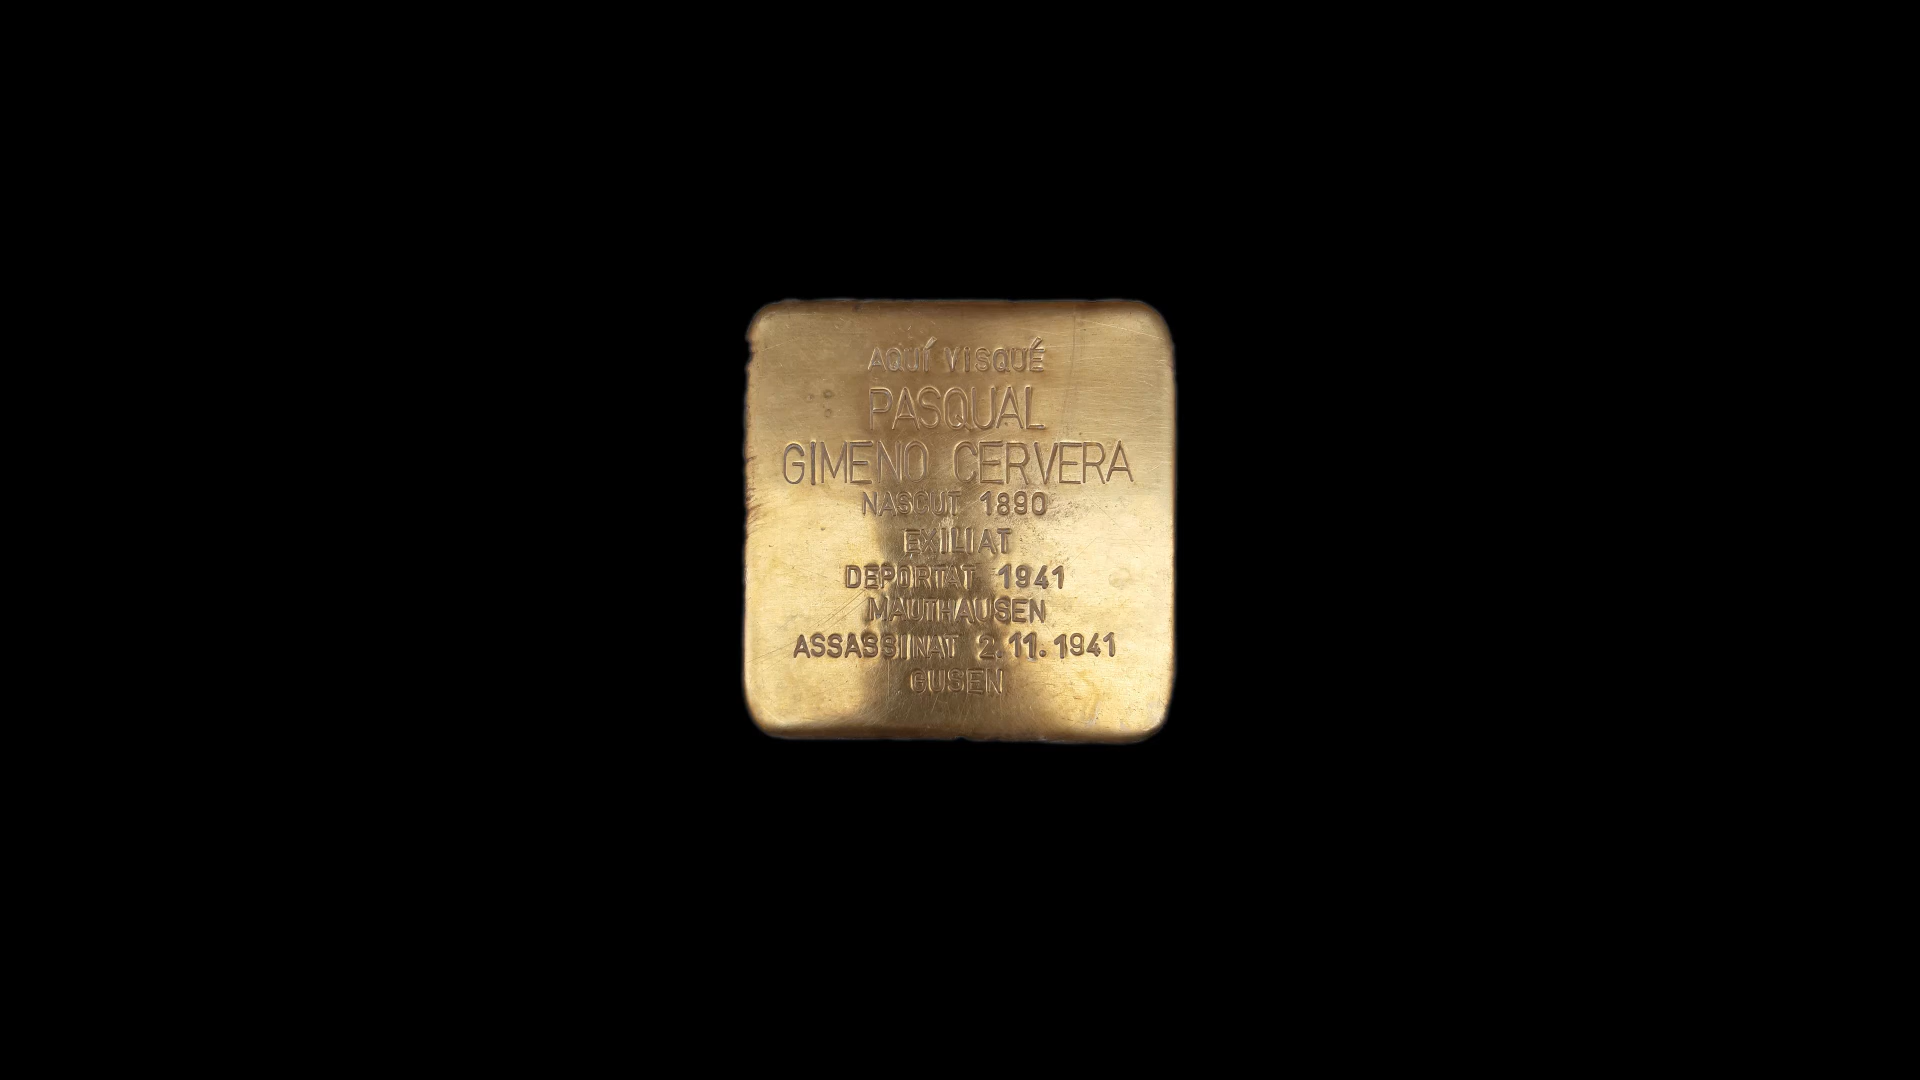 AQUÍ VISQUÉ
PASQUAL
GIMENO CERVERA
NASCUT 1890
EXILIAT
DEPORTAT 1941
MAUTHAUSEN
ASSASSINAT 2.11.1941
GUSEN